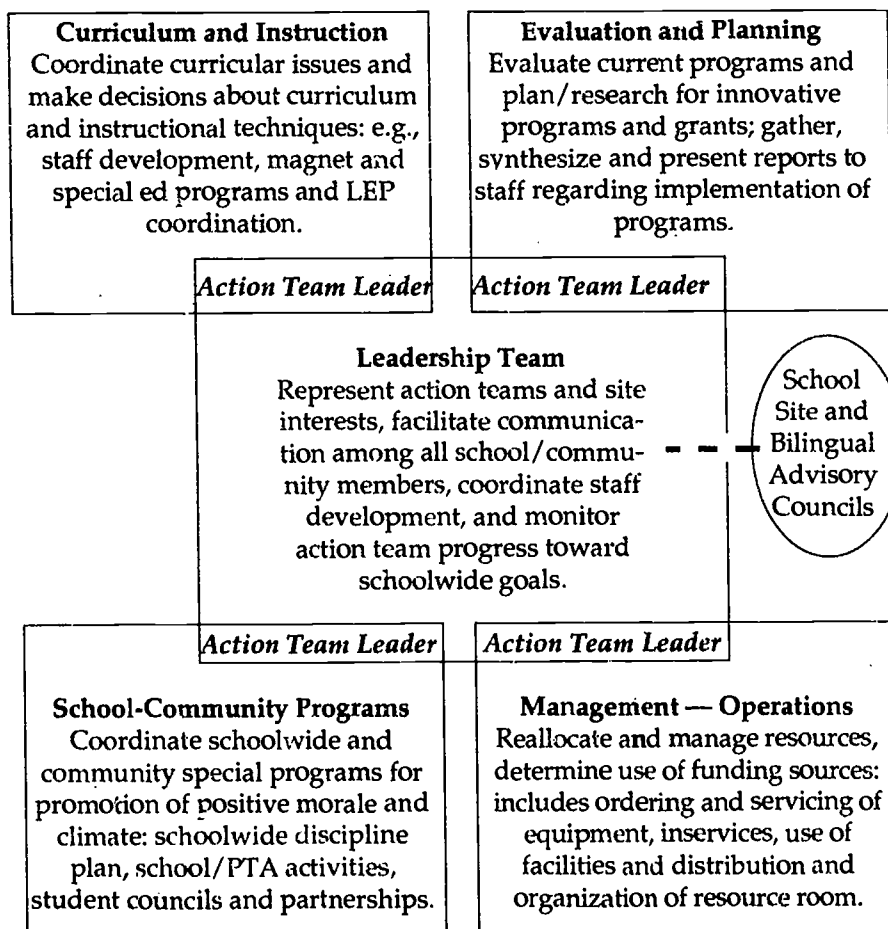 Curriculum and Instruction
Coordinate curricular issues and
make decisions about curriculum
and instructional techniques: e.g.,
staff development, magnet and
special ed programs and LEP
coordination.
Evaluation and Planning
Evaluate current programs and
plan/research for innovative
programs and grants; gather,
synthesize and present reports to
staff regarding implementation of
programs.
Action Team Leader
Action Team Leader
Leadership Team
Represent action teams and site
interests, facilitate communica-
tion among all school/commu-
nity members, coordinate staff
development, and monitor
action team progress toward
schoolwide goals.
School
Site and
Bilingual
Advisory
Councils
Action Team Leader
Action Team Leader
School-Community Programs
Coordinate schoolwide and
community special programs for
promotion of positive morale and
climate: schoolwide discipline
plan, school/PTA activities,
student councils and partnerships.
Management — Operations
Reallocate and manage resources,
determine use of funding sources:
includes ordering and servicing of
equipment, inservices, use of
facilities and distribution and
organization of resource room.